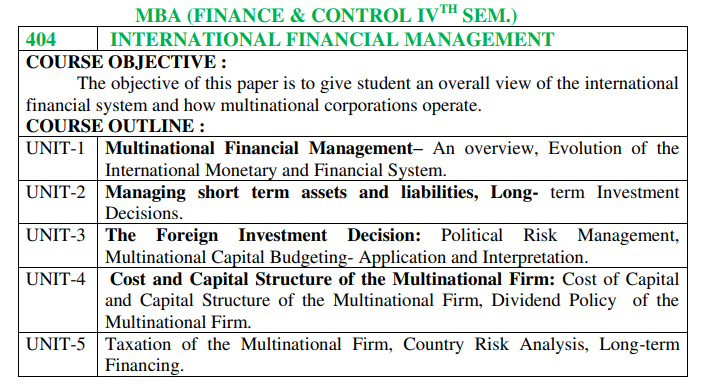 MBA (FINANCE & CONTROL IVTH SEM.)
404 INTERNATIONAL FINANCIAL MANAGEMENT
COURSE OBJECTIVE :
The objective of this paper is to give student an overall view of the international
financial system and how multinational corporations operate.
COURSE OUTLINE :
UNIT-1 Multinational Financial Management– An overview, Evolution of the
International Monetary and Financial System.
UNIT-2 Managing short term assets and liabilities, Long- term Investment
Decisions.
UNIT-3 The Foreign Investment Decision: Political Risk Management,
Multinational Capital Budgeting- Application and Interpretation.
UNIT-4 Cost and Capital Structure of the Multinational Firm: Cost of Capital
and Capital Structure of the Multinational Firm, Dividend Policy of the
Multinational Firm.
UNIT-5 Taxation of the Multinational Firm, Country Risk Analysis, Long-term
Financing.